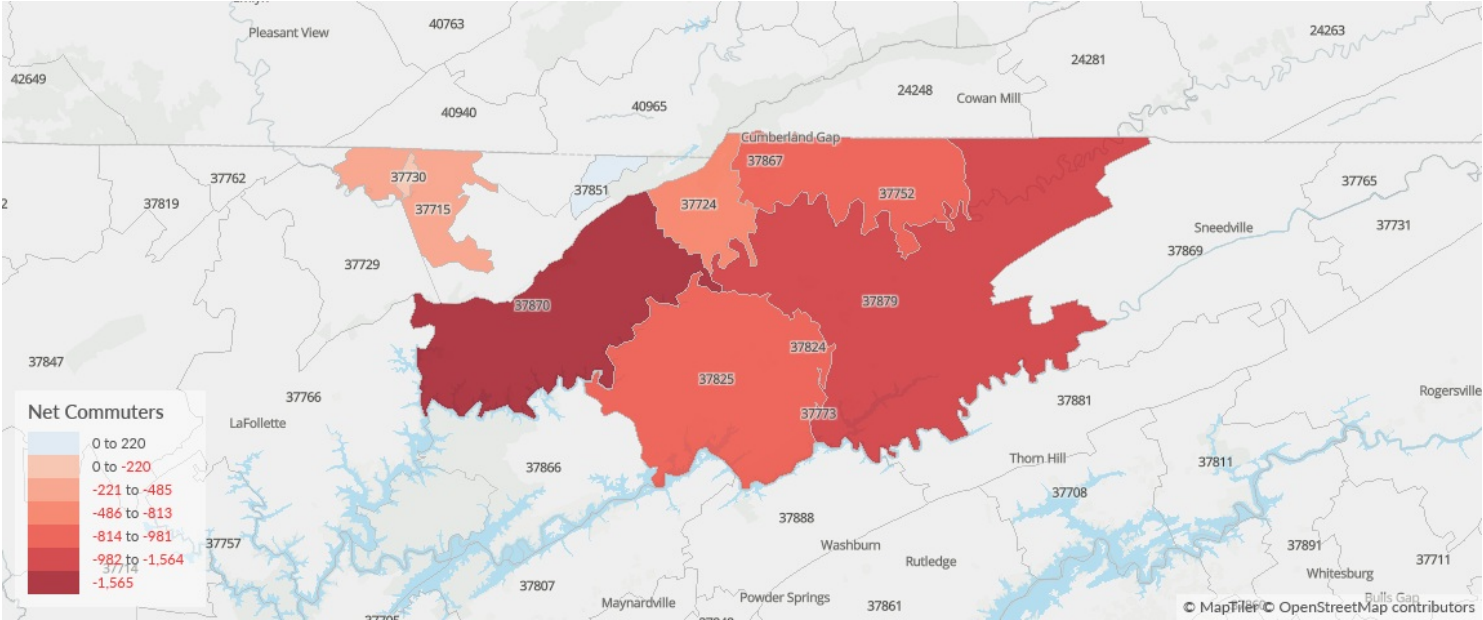 40763
Pleasant View
24263
24281
42649
24248
Cowan Mill
40965
40940
Cumberland Gap
37867
37762
37730
37851
37765
37752
37819
37724
37715
37731
Sneedville
37869
37729
37879
37870
37824
37847
37825
Rogersville
37766
37881
Net Commuters
37773
LaFollette
0 to 220
0 to -220
-221 to -485
-486 to -813
-814 to -981
-982 to -1,564
-1,565
Thorn Hill
37866
37811
37708
37888
37757
Washburn
37891
Rutledge
37711
37714
Whitesburg
37807
Powder Springs
Maynardville
37861
Bulls Gap
© MapTiler © OpenStreetMap contributors